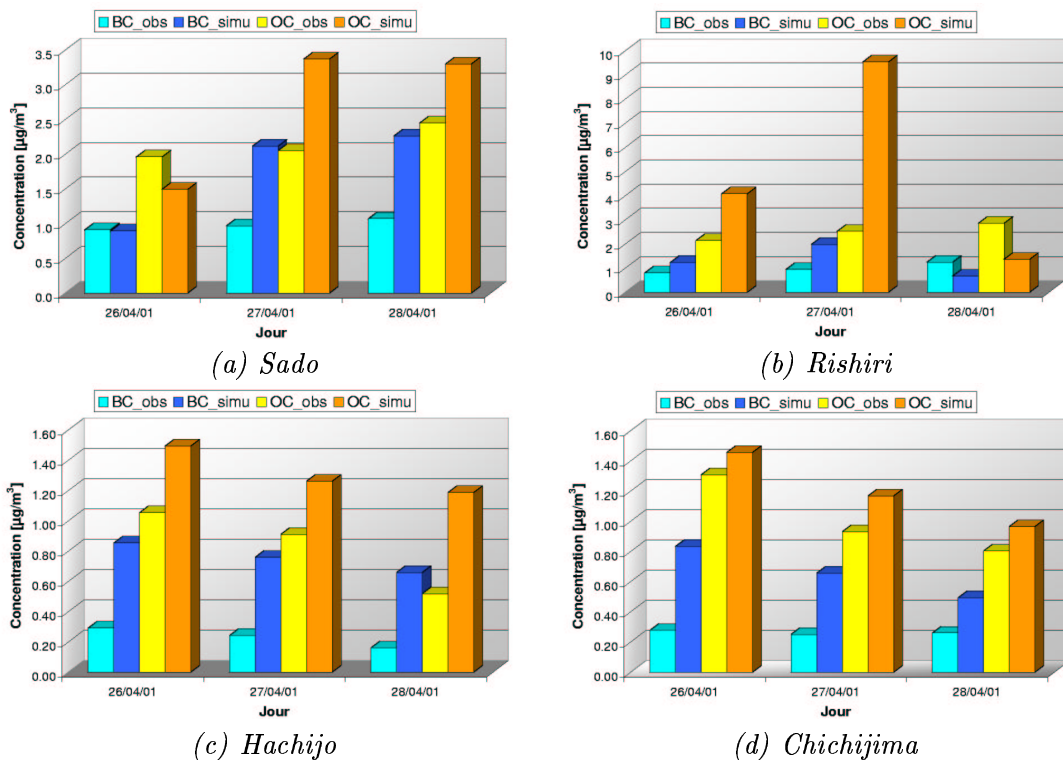 BC_obs BC_simu OC_obs OC_simu
Concentration [µg/m³]
3.5
3.0
2.5
2.0
1.5
1.0
0.5
0.0
26/04/01 27/04/01 28/04/01
Jour
(a) Sado
BC_obs BC_simu OC_obs OC_simu
Concentration [µg/m³]
10
9
8
7
6
5
4
3
2
1
0
26/04/01 27/04/01 28/04/01
Jour
(b) Rishiri
BC_obs BC_simu OC_obs OC_simu
Concentration [µg/m³]
1.60
1.40
1.20
1.00
0.80
0.60
0.40
0.20
0.00
26/04/01 27/04/01 28/04/01
Jour
(c) Hachijo
BC_obs BC_simu OC_obs OC_simu
Concentration [µg/m³]
1.60
1.40
1.20
1.00
0.80
0.60
0.40
0.20
0.00
26/04/01 27/04/01 28/04/01
Jour
(d) Chichijima